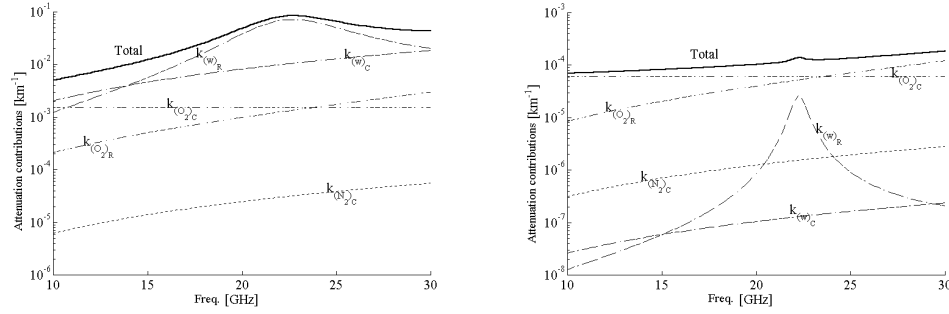 10^-1
10^-2
10^-3
10^-4
10^-5
10^-6
Attenuation contributions [km^-1]
Total
k(w)R
k(w)C
k(O2)C
k(O2)R
k(N2)C
10 15 20 25 30
Freq. [GHz]
10^-3
10^-4
10^-5
10^-6
10^-7
10^-8
Attenuation contributions [km^-1]
Total
k(O2)C
k(O2)R
k(w)R
k(N2)C
k(w)C
10 15 20 25 30
Freq. [GHz]